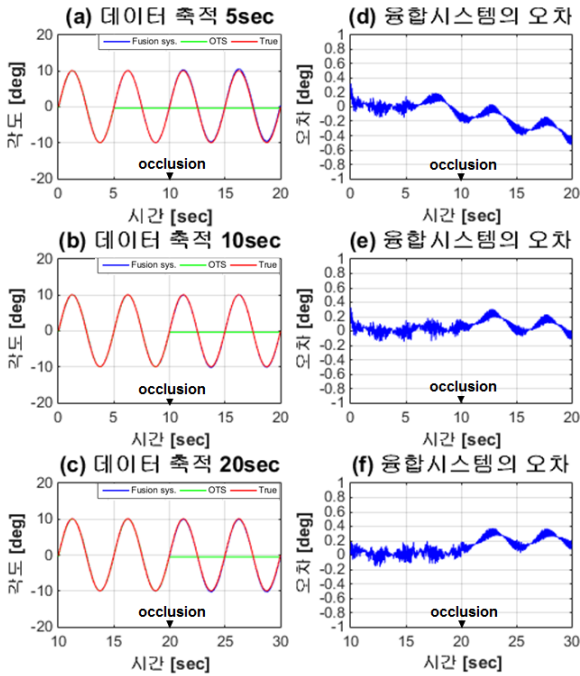 (a) 데이터 축적 5sec
Fusion sys. OTS True
각도 [deg]
20
10
0
-10
-20
occlusion
0 5 10 15 20
시간 [sec]
(d) 융합시스템의 오차
오차 [deg]
1
0.8
0.6
0.4
0.2
0
-0.2
-0.4
-0.6
-0.8
-1
occlusion
0 5 10 15 20
시간 [sec]
(b) 데이터 축적 10sec
Fusion sys. OTS True
각도 [deg]
20
10
0
-10
-20
occlusion
0 5 10 15 20
시간 [sec]
(e) 융합시스템의 오차
오차 [deg]
1
0.8
0.6
0.4
0.2
0
-0.2
-0.4
-0.6
-0.8
-1
occlusion
0 5 10 15 20
시간 [sec]
(c) 데이터 축적 20sec
Fusion sys. OTS True
각도 [deg]
20
10
0
-10
-20
occlusion
10 15 20 25 30
시간 [sec]
(f) 융합시스템의 오차
오차 [deg]
1
0.8
0.6
0.4
0.2
0
-0.2
-0.4
-0.6
-0.8
-1
occlusion
10 15 20 25 30
시간 [sec]